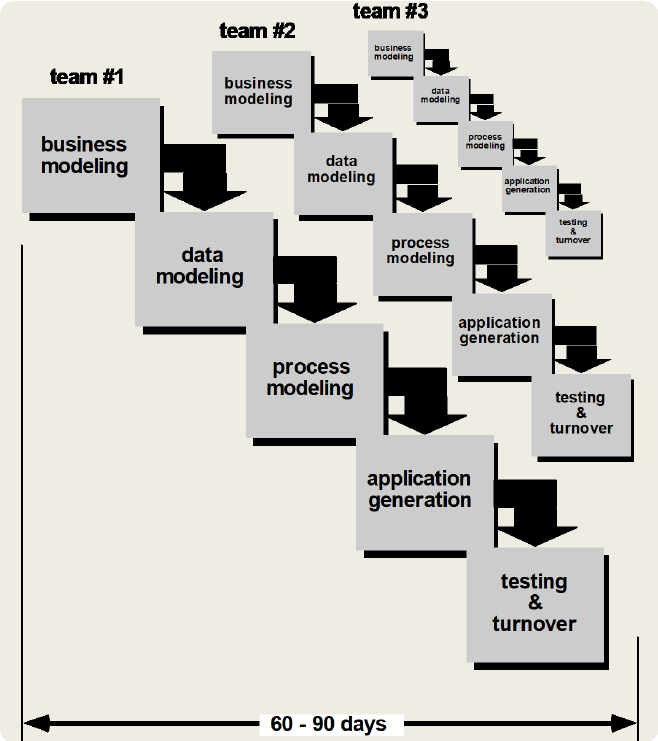 team #1
business
modeling
data
modeling
process
modeling
application
generation
testing
&
turnover
team #2
business
modeling
data
modeling
process
modeling
application
generation
testing
&
turnover
team #3
business
modeling
data
modeling
process
modeling
application
generation
testing
&
turnover
60 - 90 days